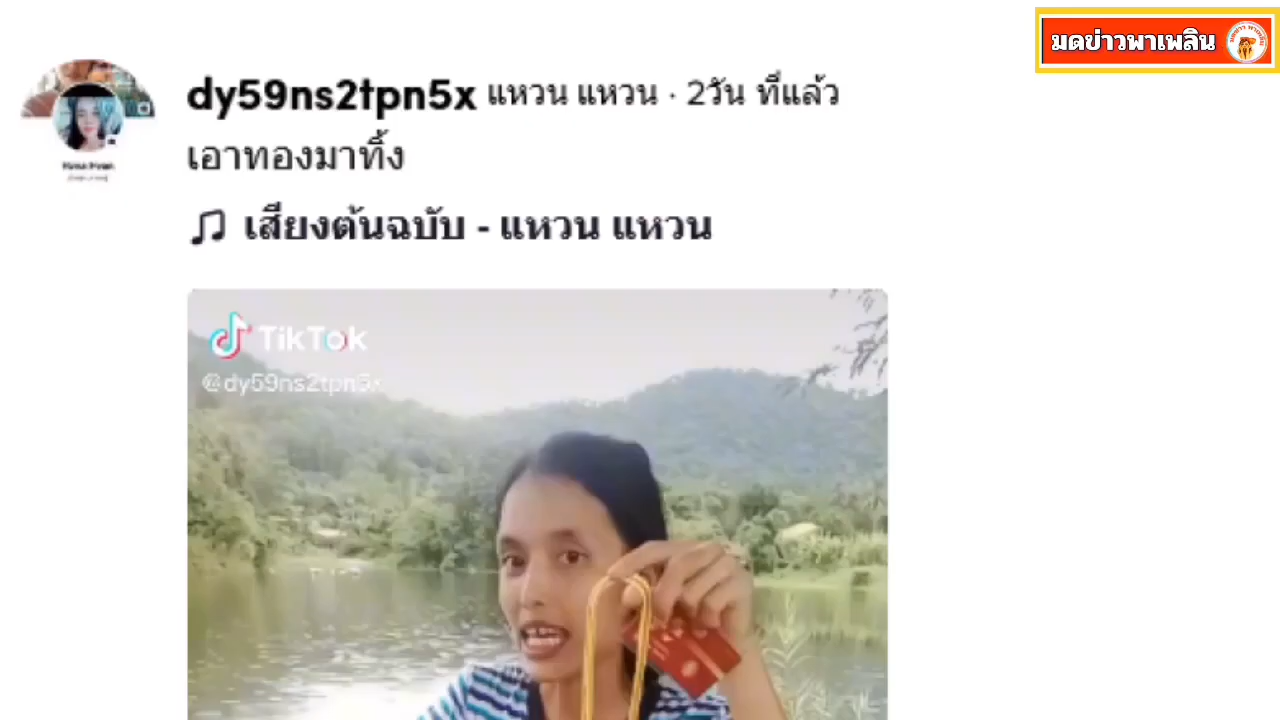 มดข่าวพาเพลิน
dy59ns2tpn5x แหวน แหวน · 2วัน ที่แล้ว
เอาทองมาทิ้ง
เสียงต้นฉบับ - แหวน แหวน
TikTok
@dy59ns2tpn5x